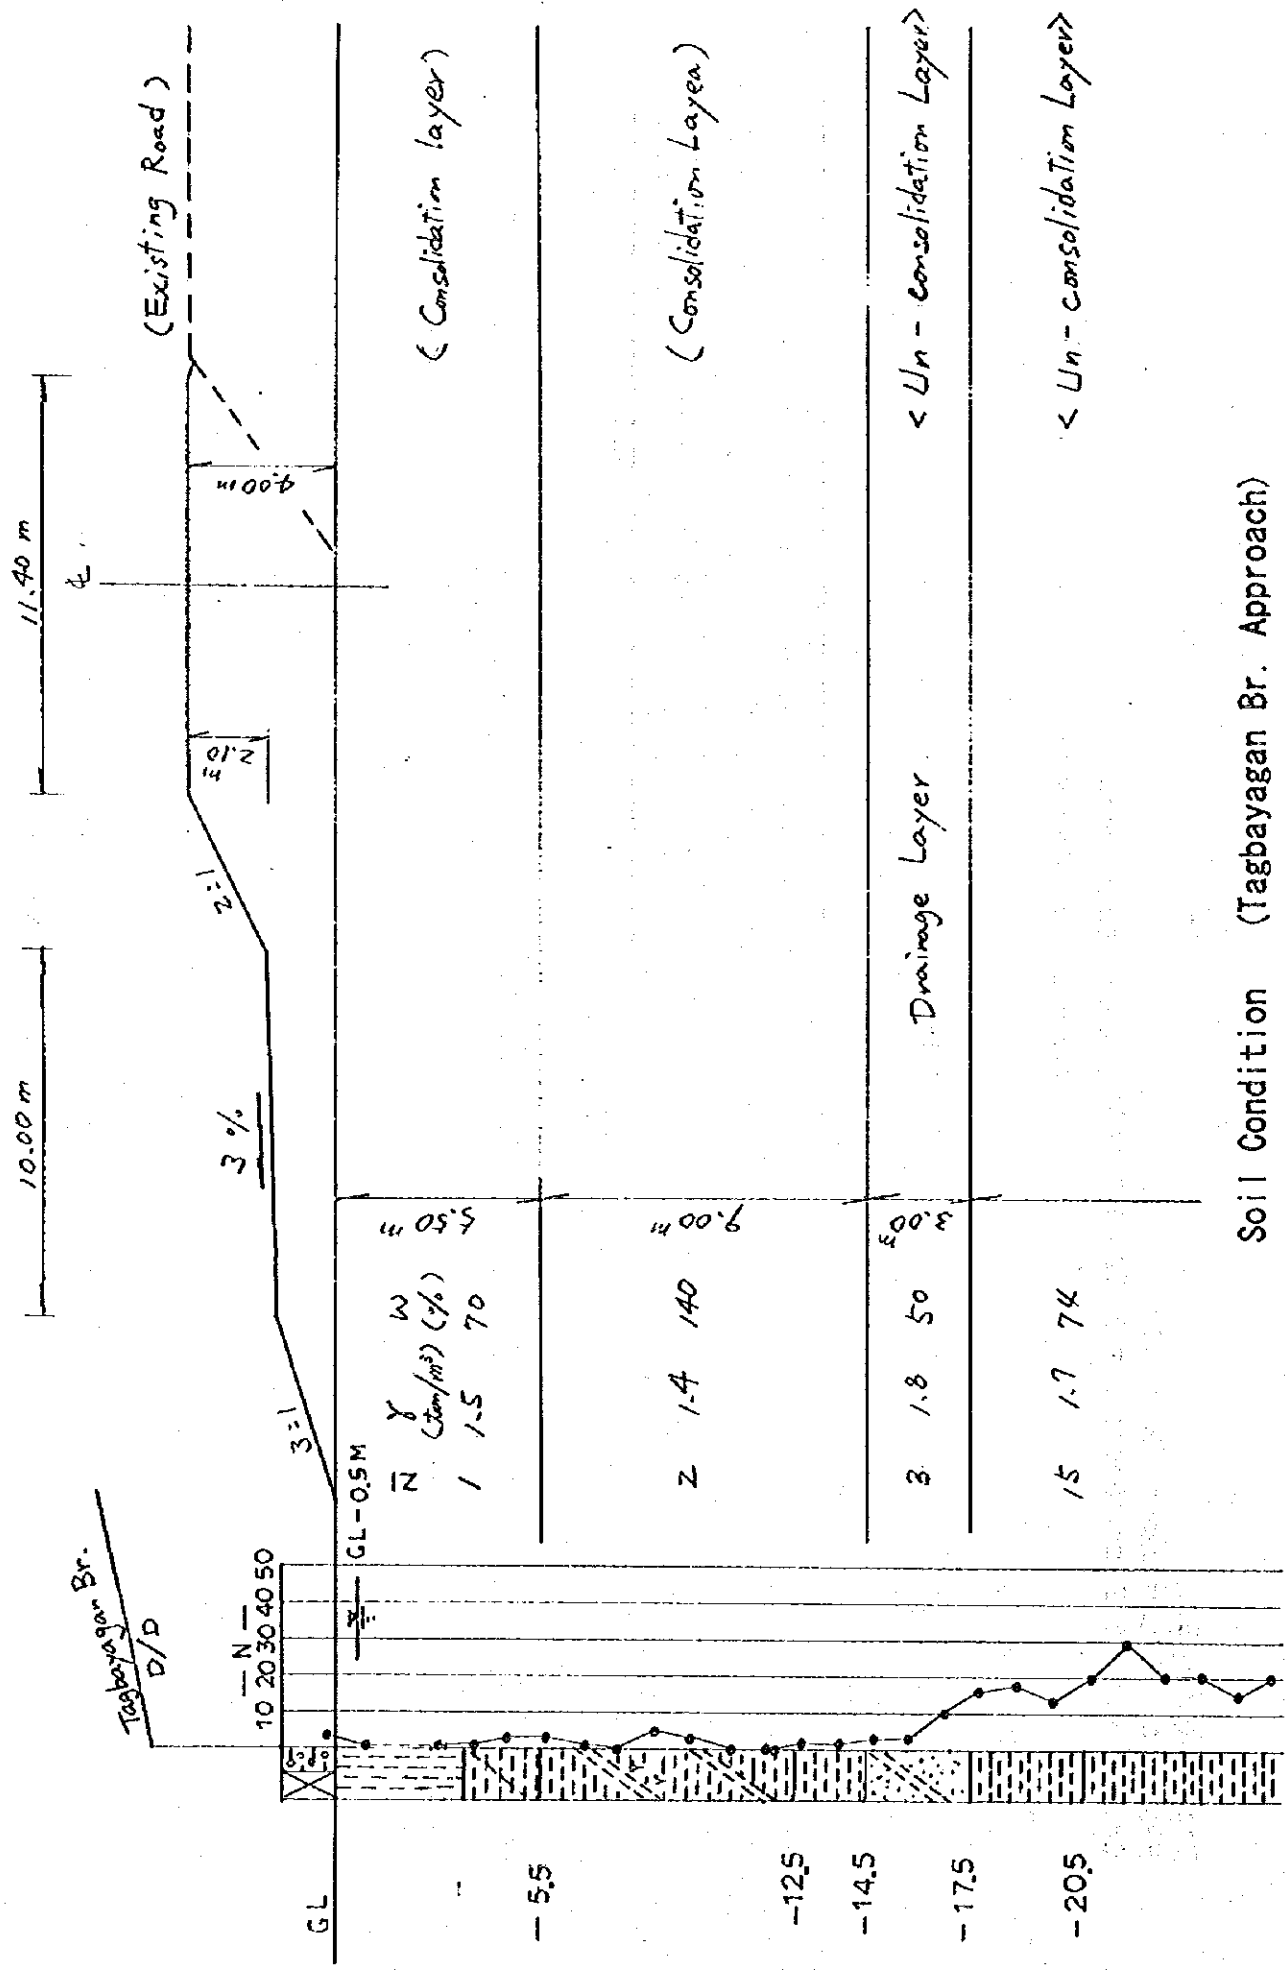 11.40 m
10.00 m
℄
(Existing Road)
4.00 m
2.10 m
2:1
3 %
3:1
Tagbayagan Br.
D/D
— N —
10 20 30 40 50
GL
GL-0.5M
N̄ γ ω
(ton/m³) (%)
1 1.5 70
5.50 m
(Consolidation layer)
-5.5
2 1.4 140
9.00 m
(Consolidation Layer)
-12.5
-14.5
3 1.8 50
3.00 m
Drainage Layer
<Un-consolidation Layer>
-17.5
15 1.7 74
<Un-consolidation Layer>
-20.5
Soil Condition (Tagbayagan Br. Approach)